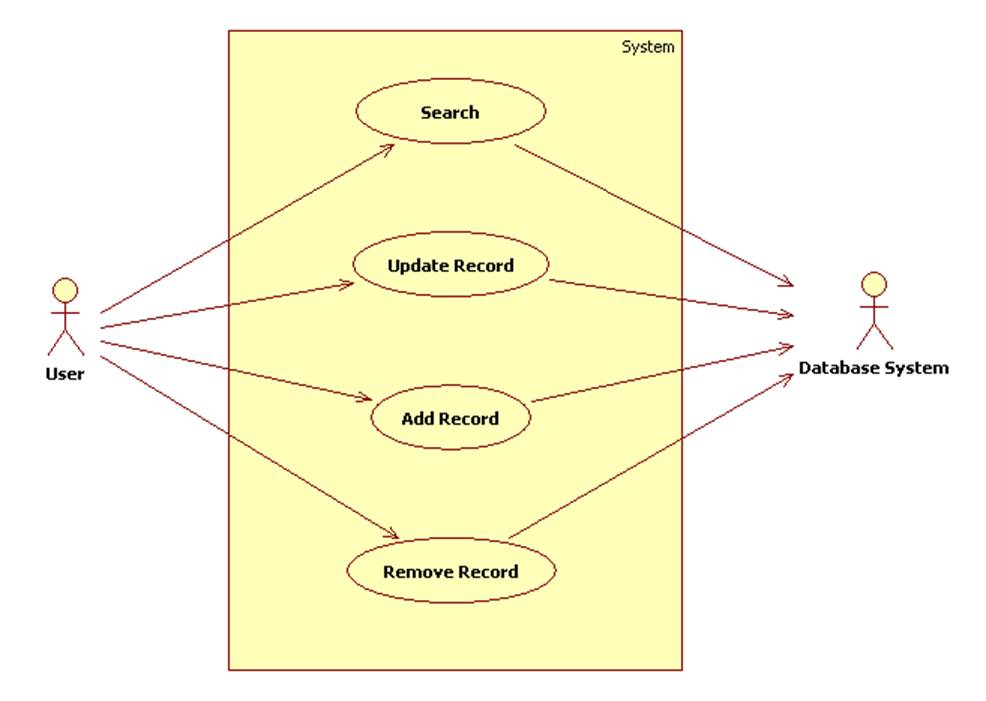 System
Search
Update Record
User
Database System
Add Record
Remove Record